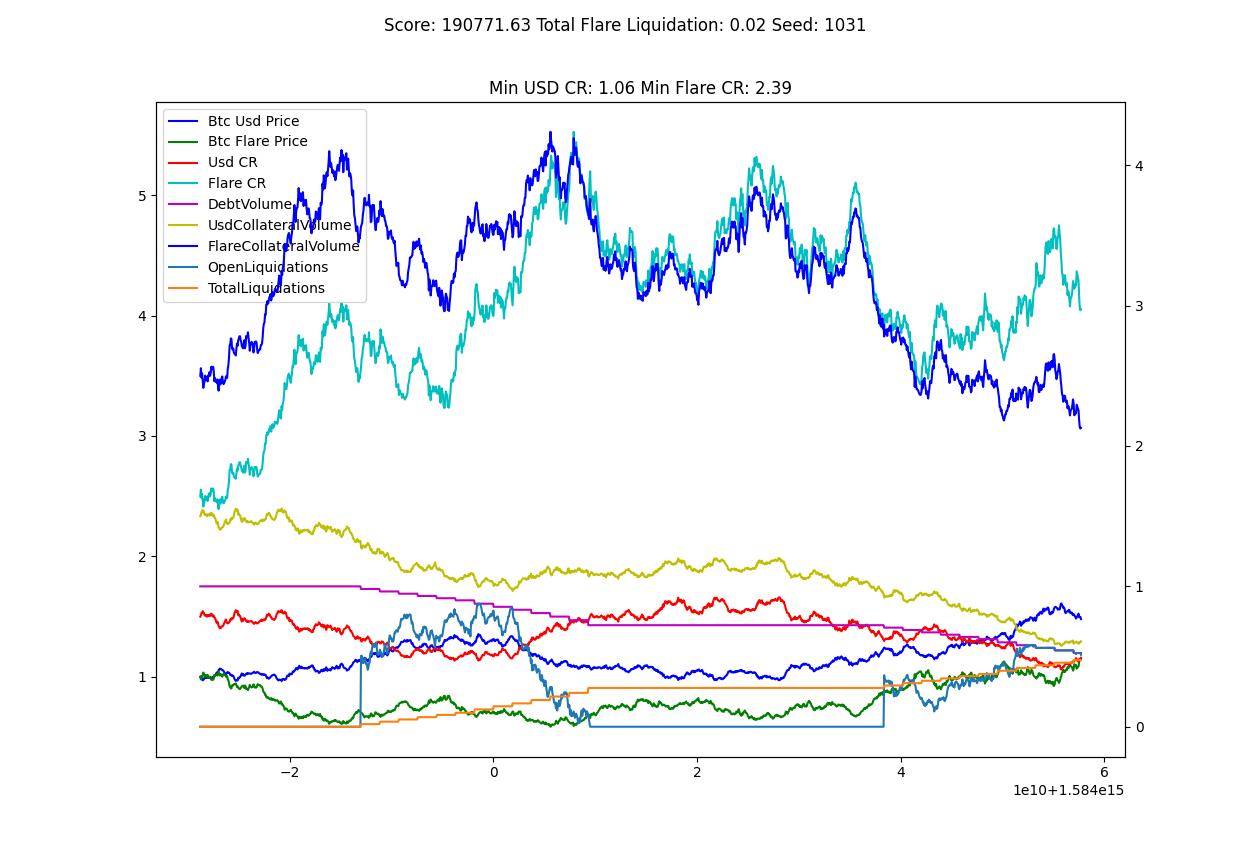 Score: 190771.63 Total Flare Liquidation: 0.02 Seed: 1031
Min USD CR: 1.06 Min Flare CR: 2.39
Btc Usd Price
Btc Flare Price
Usd CR
Flare CR
DebtVolume
UsdCollateralVolume
FlareCollateralVolume
OpenLiquidations
TotalLiquidations
5
4
3
2
1
4
3
2
1
0
−2
0
2
4
6
1e10+1.584e15